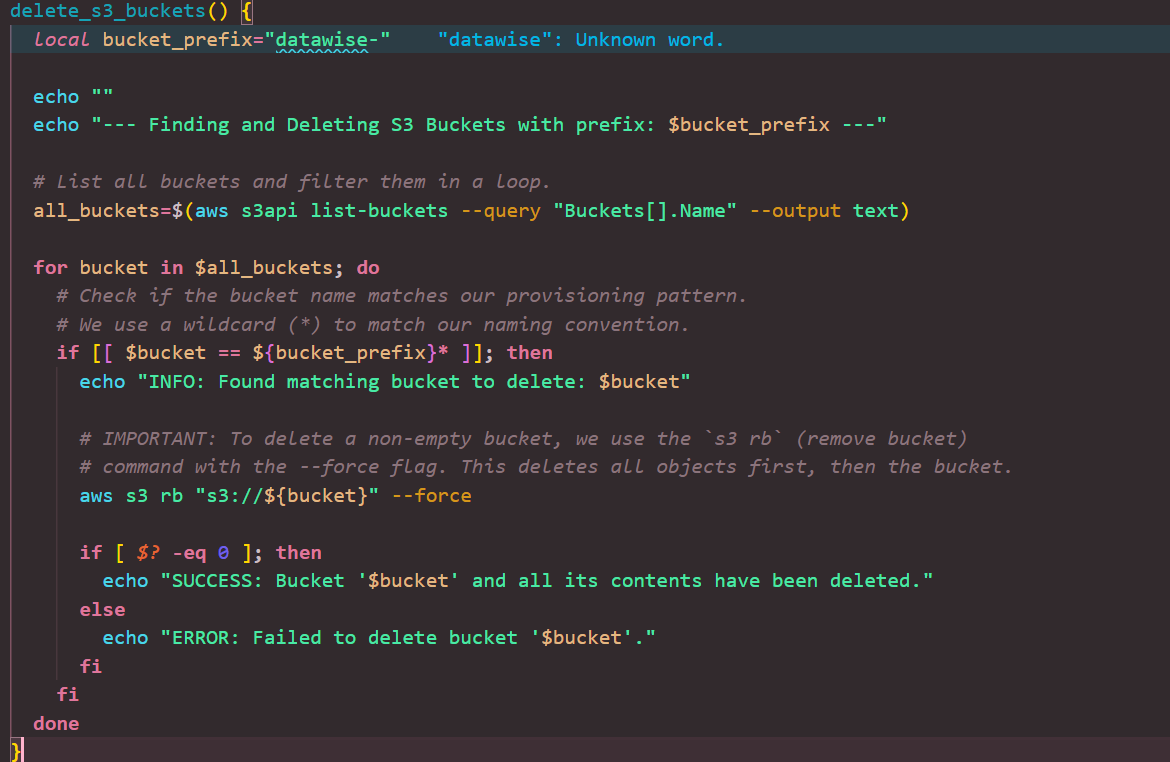 delete_s3_buckets() {
  local bucket_prefix="datawise-"    "datawise": Unknown word.

  echo ""
  echo "--- Finding and Deleting S3 Buckets with prefix: $bucket_prefix ---"

  # List all buckets and filter them in a loop.
  all_buckets=$(aws s3api list-buckets --query "Buckets[].Name" --output text)

  for bucket in $all_buckets; do
    # Check if the bucket name matches our provisioning pattern.
    # We use a wildcard (*) to match our naming convention.
    if [[ $bucket == ${bucket_prefix}* ]]; then
      echo "INFO: Found matching bucket to delete: $bucket"

      # IMPORTANT: To delete a non-empty bucket, we use the `s3 rb` (remove bucket)
      # command with the --force flag. This deletes all objects first, then the bucket.
      aws s3 rb "s3://${bucket}" --force

      if [ $? -eq 0 ]; then
        echo "SUCCESS: Bucket '$bucket' and all its contents have been deleted."
      else
        echo "ERROR: Failed to delete bucket '$bucket'."
      fi
    fi
  done
}